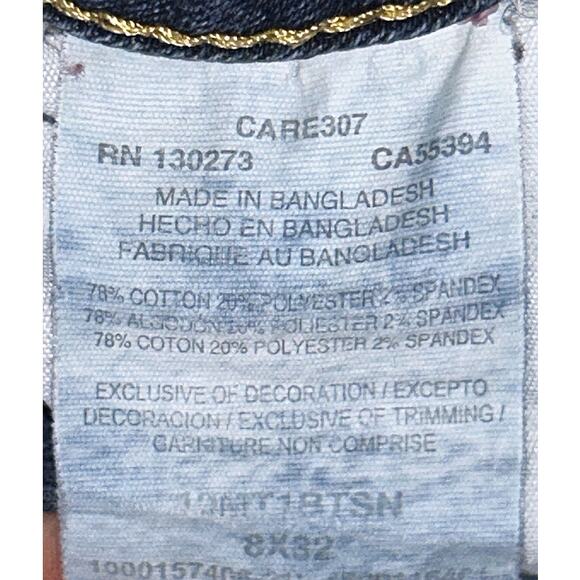 CARE307
RN 130273 CA55394
MADE IN BANGLADESH
HECHO EN BANGLADESH
FABRIQUE AU BANGLADESH
78% COTTON 20% POLYESTER 2% SPANDEX
78% ALGODON 20% POLIESTER 2% SPANDEX
78% COTON 20% POLYESTER 2% SPANDEX
EXCLUSIVE OF DECORATION / EXCEPTO
DECORACION / EXCLUSIVE OF TRIMMING /
GARNITURE NON COMPRISE
8X32